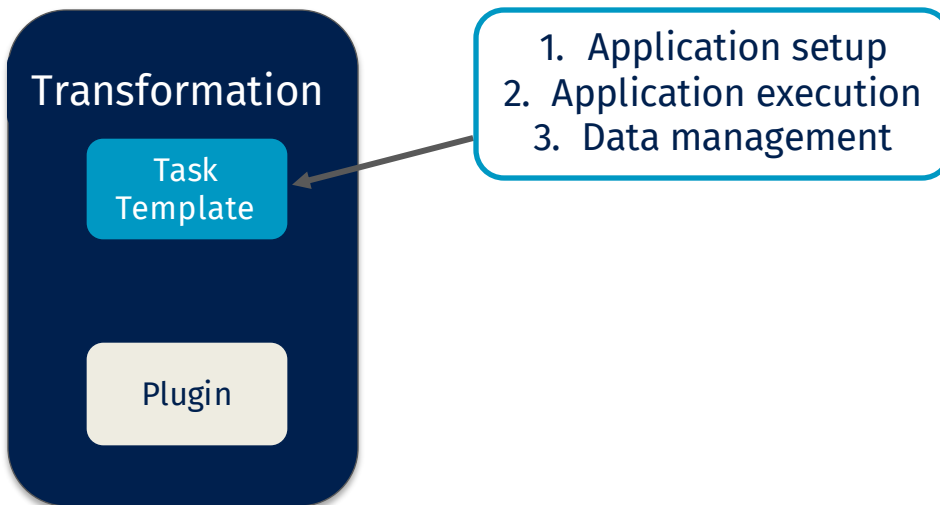 Transformation
Task
Template
Plugin
1. Application setup
2. Application execution
3. Data management